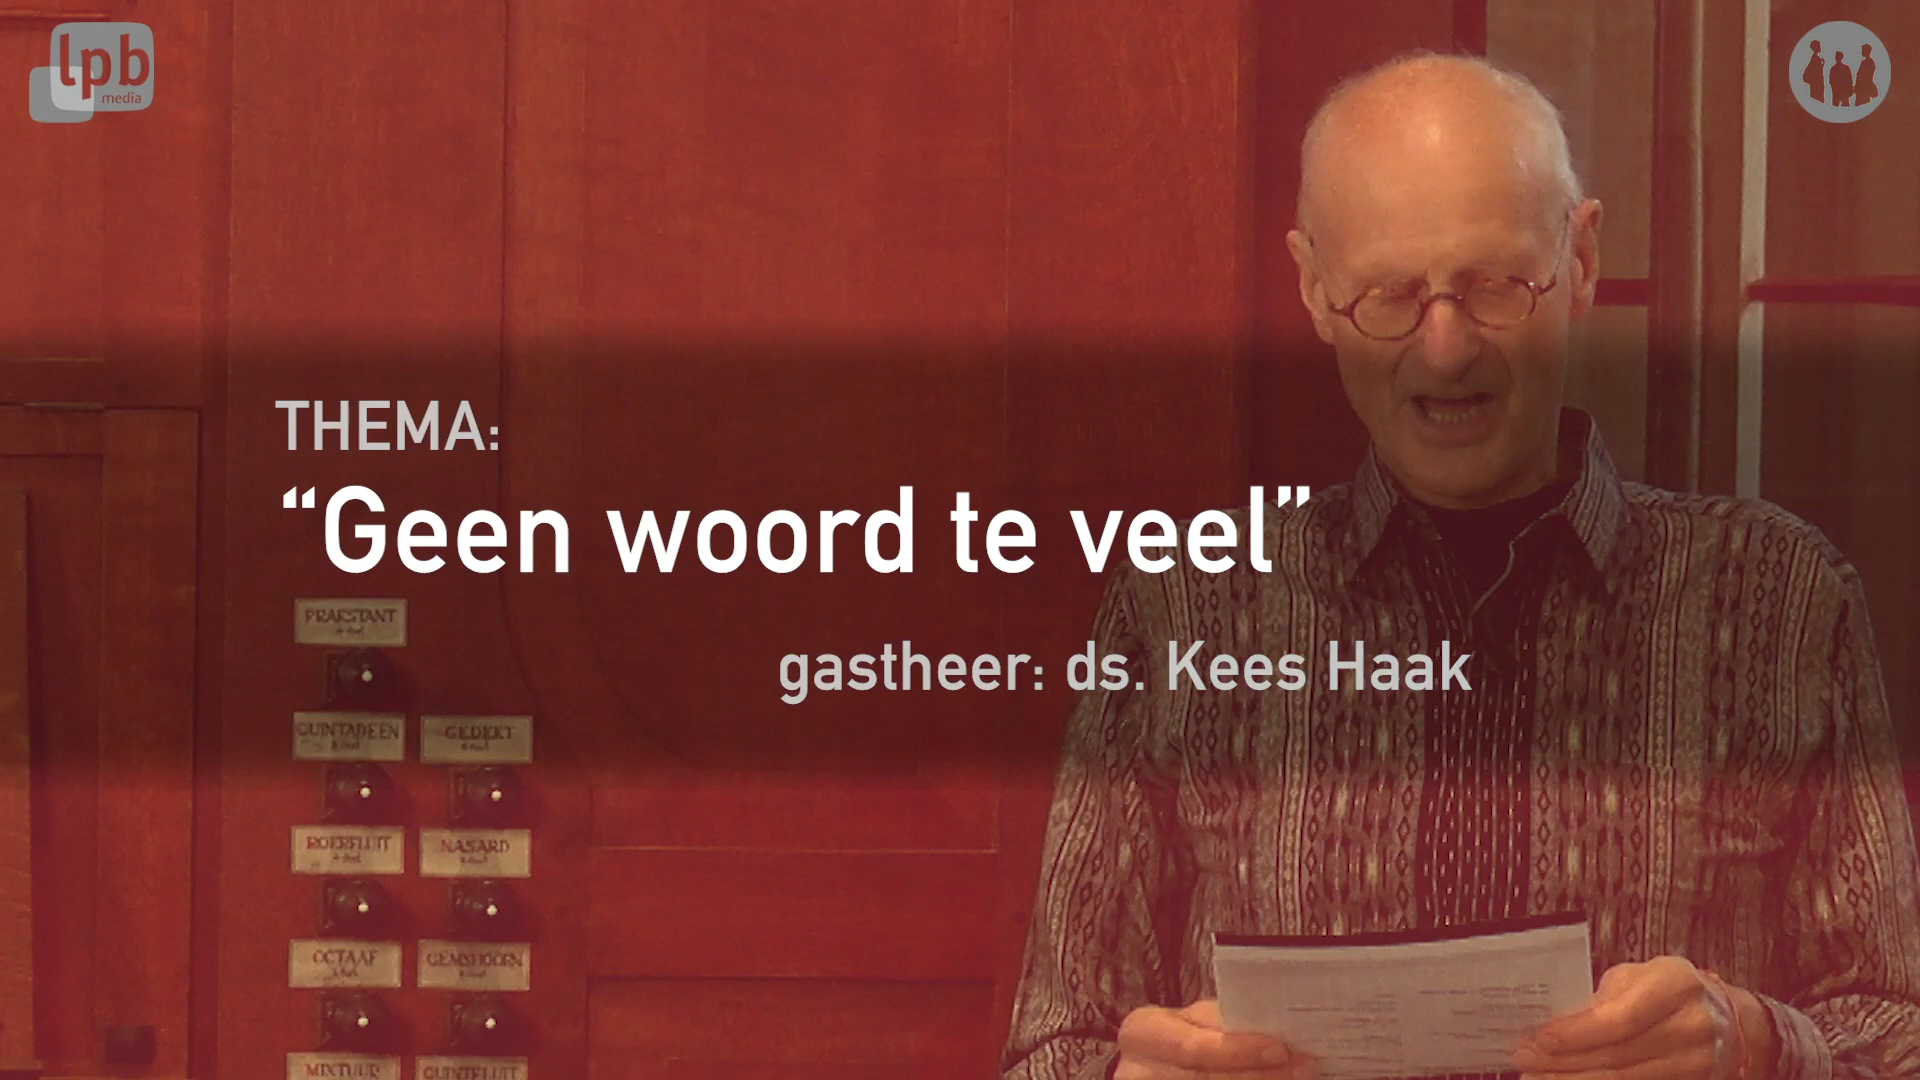 lpb
media
THEMA:
“Geen woord te veel”
gastheer: ds. Kees Haak
PRAESTANT
QUINTADEEN
GEDEKT
ROERFLUIT
NASARD
OCTAAF
GEMSHOORN
MIXTUUR
QUINTFLUIT